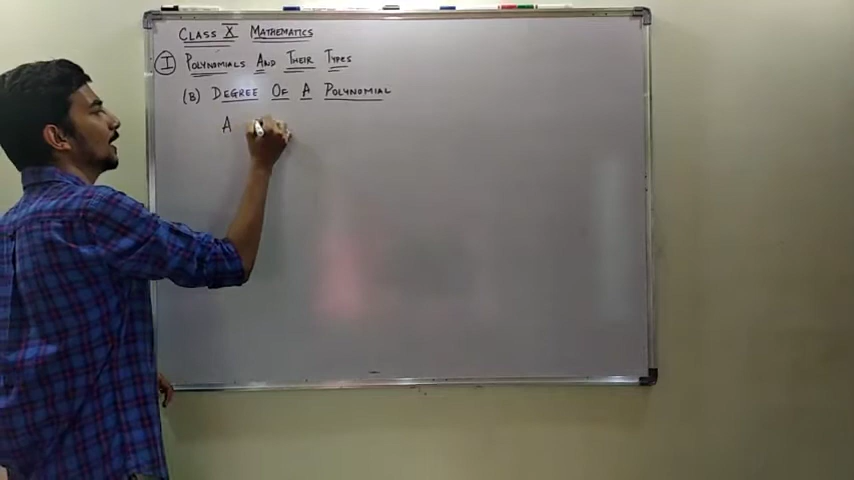 CLASS X MATHEMATICS
I POLYNOMIALS AND THEIR TYPES
(B) DEGREE OF A POLYNOMIAL
A